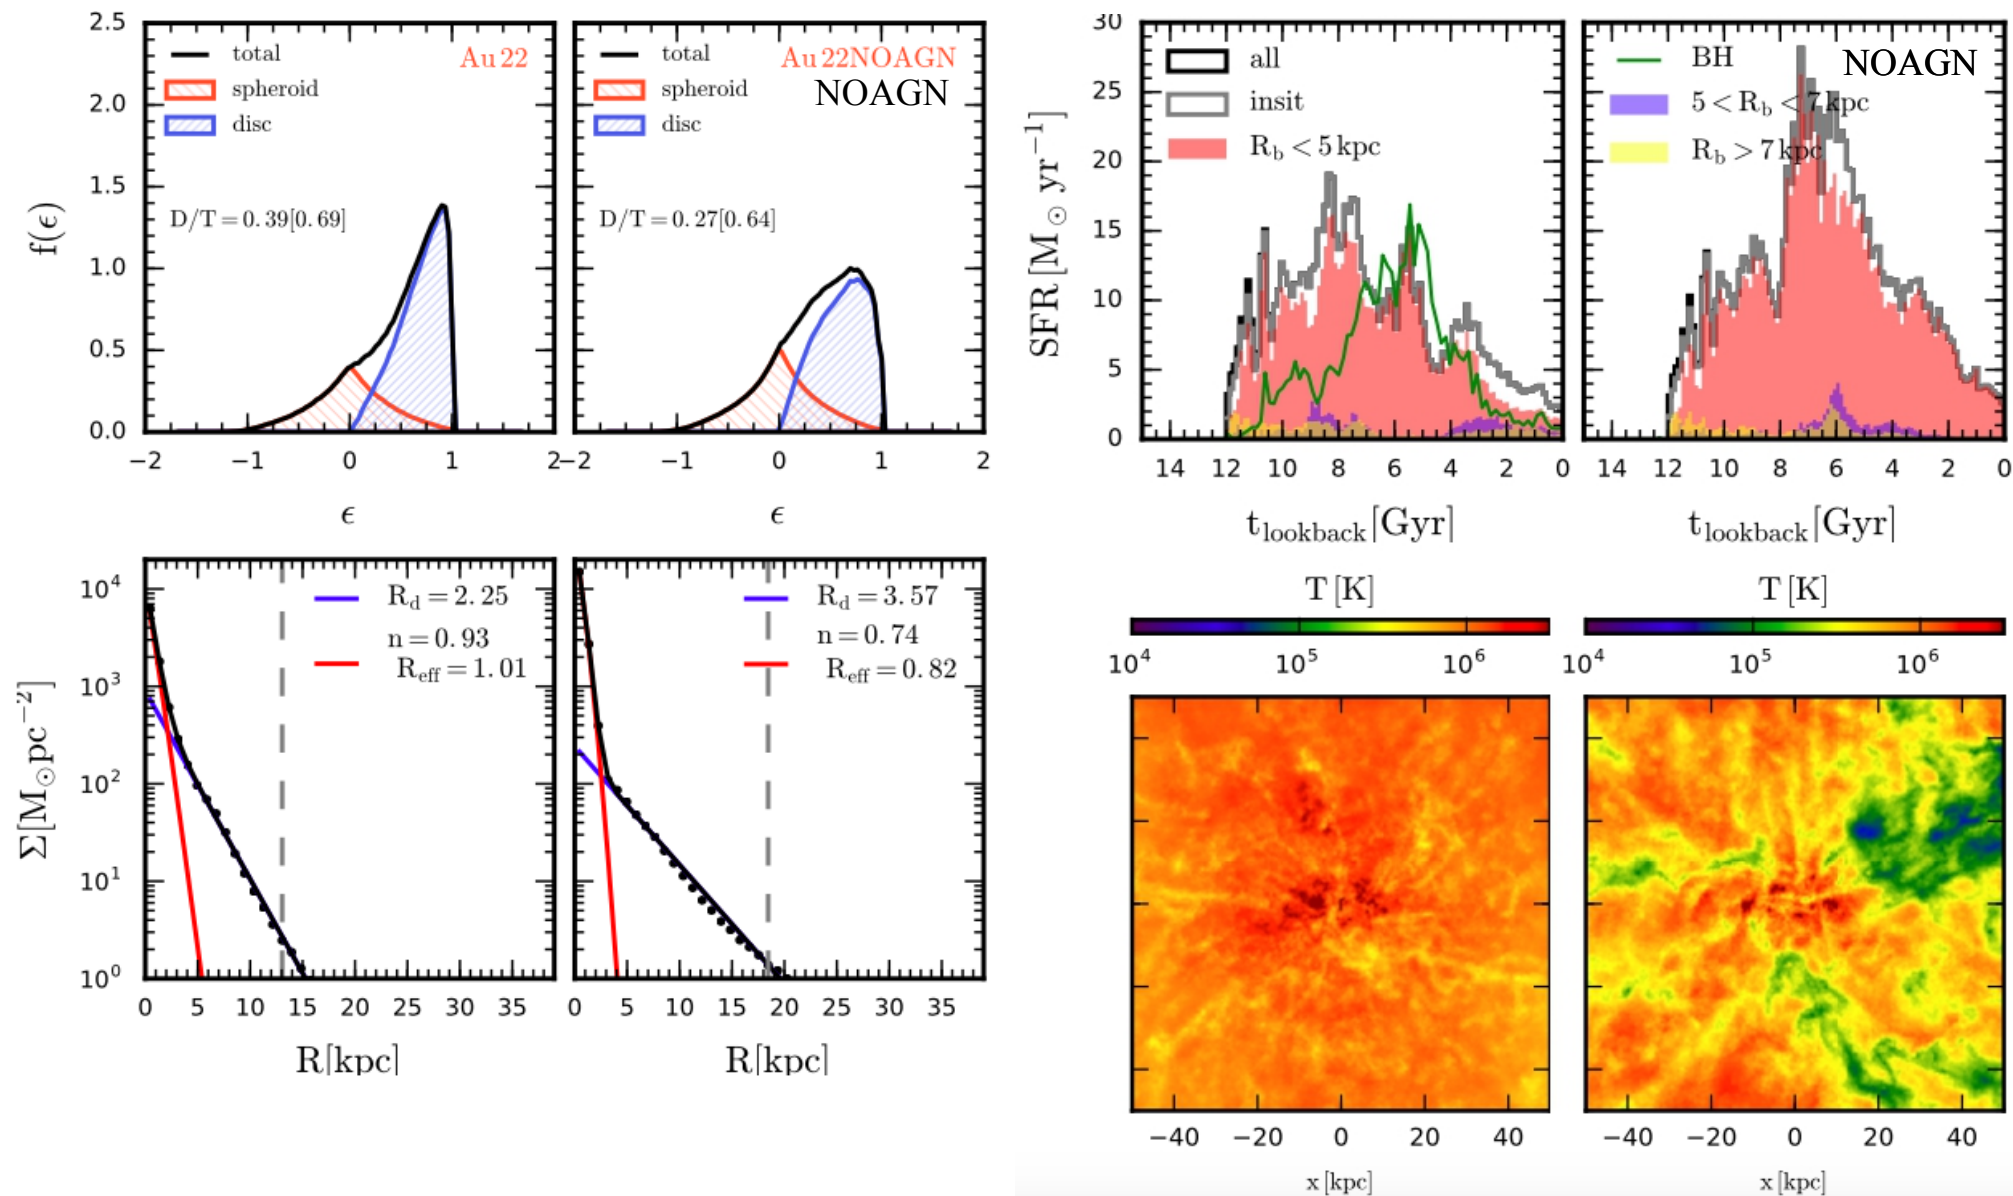 total
spheroid
disc
Au 22
D/T = 0.39[0.69]
f(ϵ)
2.5
2.0
1.5
1.0
0.5
0.0
−2 −1 0 1 2
ϵ
total
spheroid
disc
Au 22NOAGN
NOAGN
D/T = 0.27[0.64]
−2 −1 0 1 2
ϵ
all
insit
R_b < 5 kpc
SFR [M_⊙ yr^−1]
30
25
20
15
10
5
0
14 12 10 8 6 4 2 0
t_lookback [Gyr]
BH
NOAGN
5 < R_b < 7 kpc
R_b > 7 kpc
14 12 10 8 6 4 2 0
t_lookback [Gyr]
R_d = 2.25
n = 0.93
R_eff = 1.01
Σ[M_⊙pc^−2]
10^4
10^3
10^2
10^1
10^0
0 5 10 15 20 25 30 35
R[kpc]
R_d = 3.57
n = 0.74
R_eff = 0.82
0 5 10 15 20 25 30 35
R[kpc]
T [K]
10^4 10^5 10^6
−40 −20 0 20 40
x [kpc]
T [K]
10^4 10^5 10^6
−40 −20 0 20 40
x [kpc]